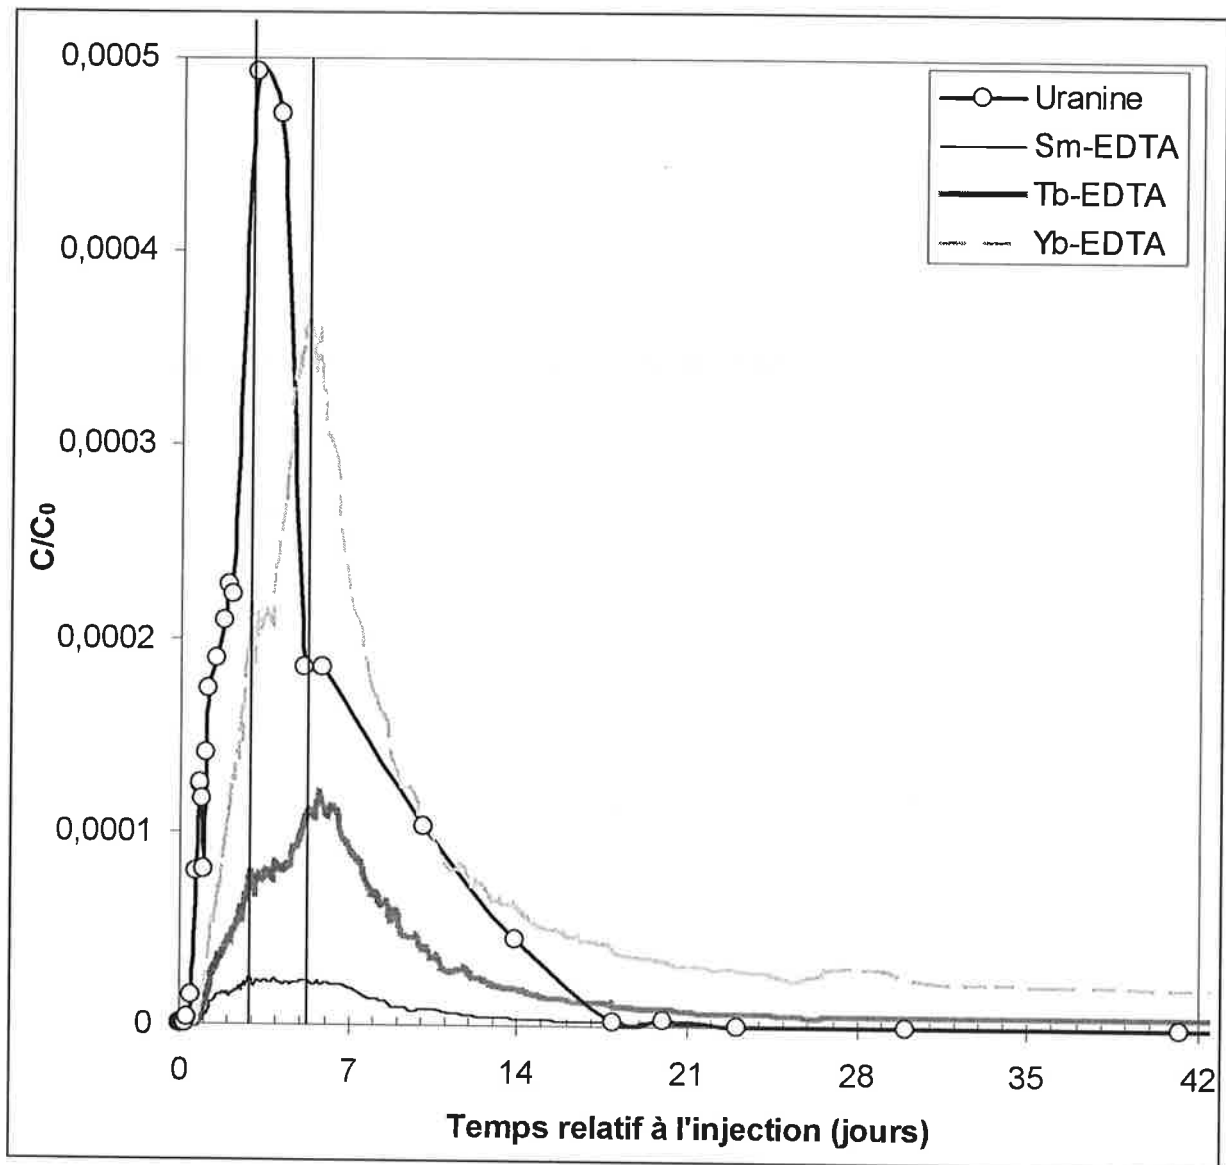 0,0005
0,0004
0,0003
0,0002
0,0001
0
C/C₀
Uranine
Sm-EDTA
Tb-EDTA
Yb-EDTA
0 7 14 21 28 35 42
Temps relatif à l'injection (jours)